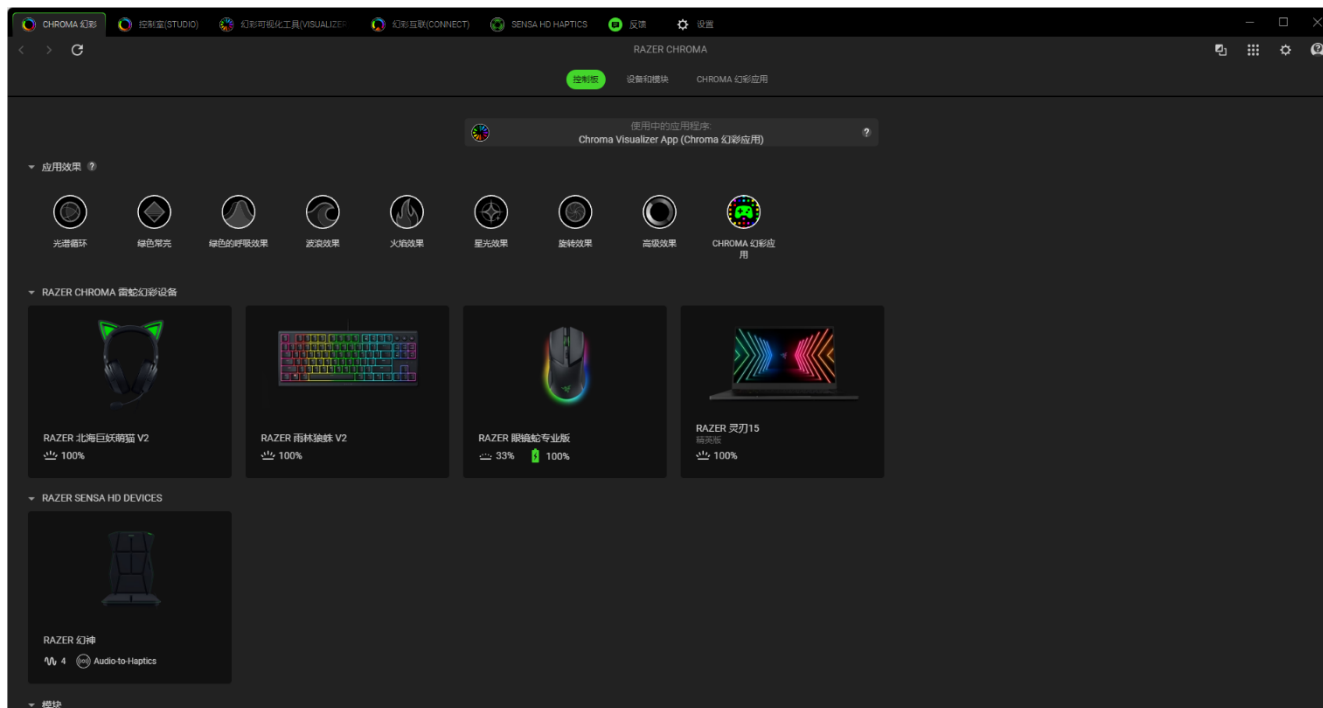 CHROMA 幻彩
控制室(STUDIO)
幻彩可视化工具(VISUALIZER
幻彩互联(CONNECT)
SENSA HD HAPTICS
反馈
设置
RAZER CHROMA
控制板
设备和模块
CHROMA 幻彩应用
使用中的应用程序:
Chroma Visualizer App (Chroma 幻彩应用)
?
应用效果 ?
光谱循环
绿色常亮
绿色的呼吸效果
波浪效果
火焰效果
星光效果
旋转效果
高级效果
CHROMA 幻彩应
用
RAZER CHROMA 雷蛇幻彩设备
RAZER 北海巨妖萌猫 V2
100%
RAZER 雨林狼蛛 V2
100%
RAZER 眼镜蛇专业版
33%
100%
RAZER 灵刃15
精英版
100%
RAZER SENSA HD DEVICES
RAZER 幻神
4
Audio-to-Haptics
模块